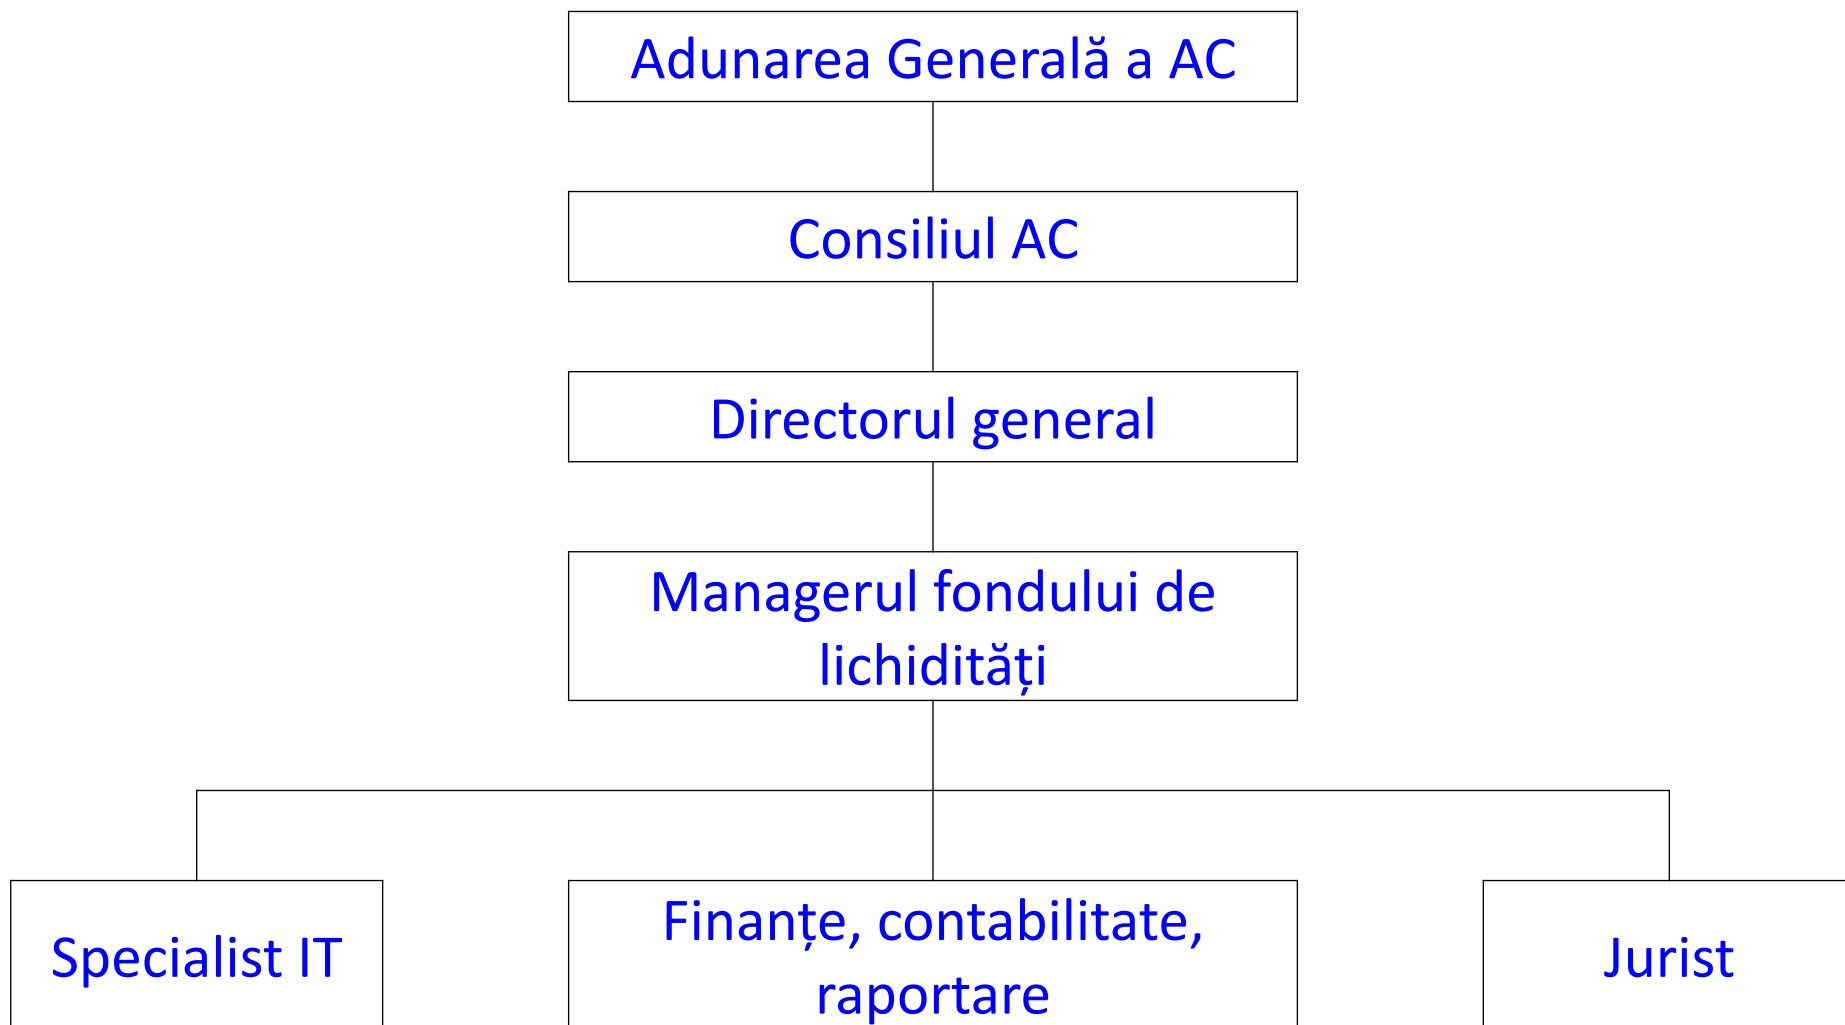 Adunarea Generală a AC
Consiliul AC
Directorul general
Managerul fondului de
lichidități
Specialist IT
Finanțe, contabilitate,
raportare
Jurist